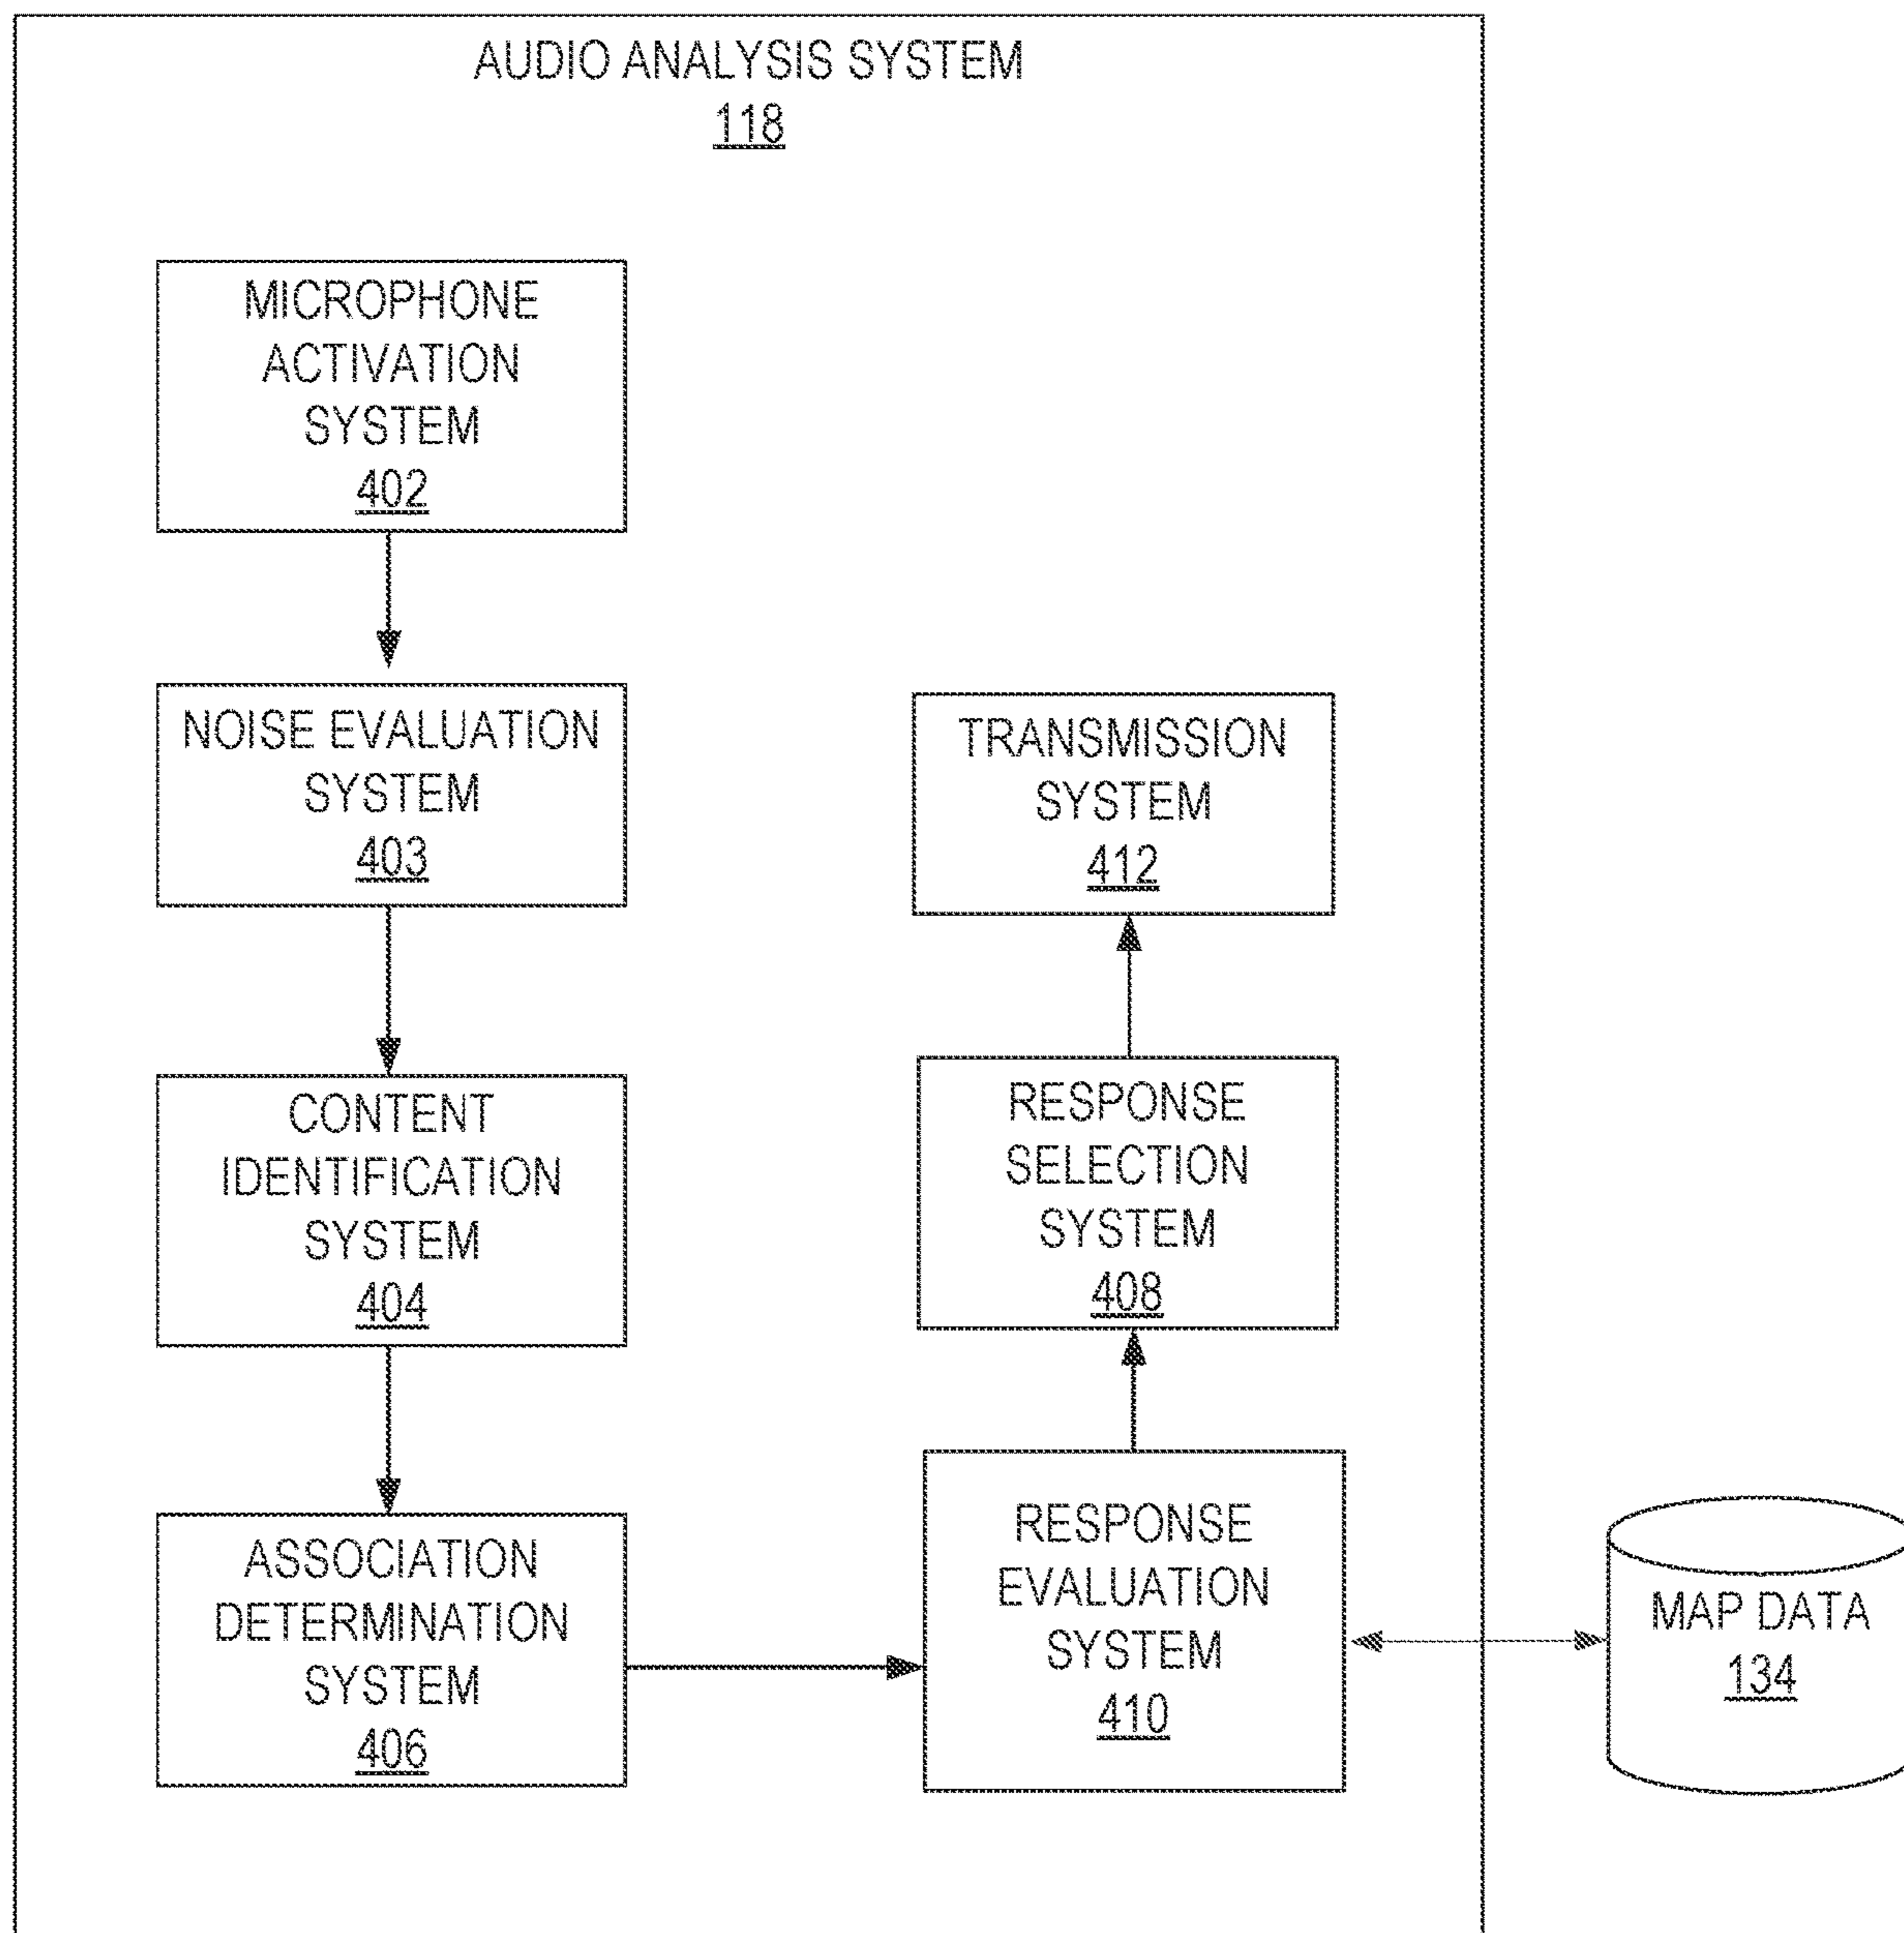 AUDIO ANALYSIS SYSTEM
118
MICROPHONE
ACTIVATION
SYSTEM
402
NOISE EVALUATION
SYSTEM
403
CONTENT
IDENTIFICATION
SYSTEM
404
ASSOCIATION
DETERMINATION
SYSTEM
406
TRANSMISSION
SYSTEM
412
RESPONSE
SELECTION
SYSTEM
408
RESPONSE
EVALUATION
SYSTEM
410
MAP DATA
134